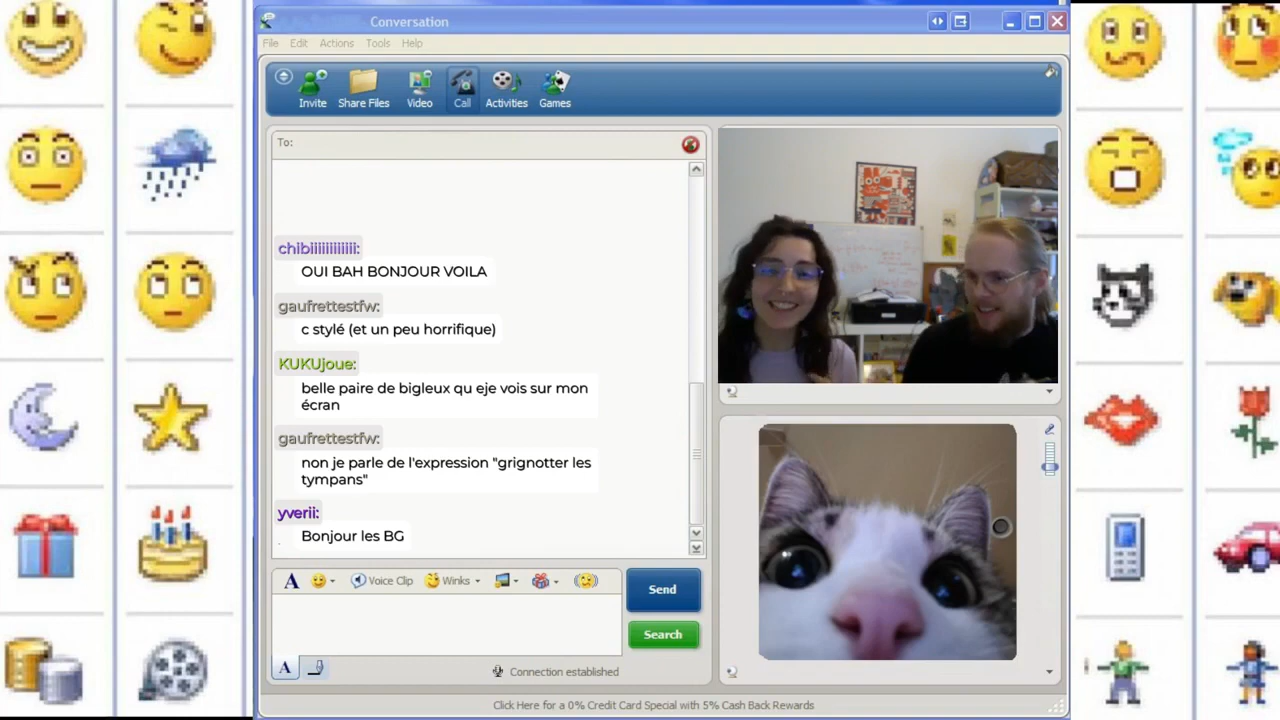 Conversation
File Edit Actions Tools Help
Invite Share Files Video Call Activities Games
To:
chibiiiiiiiiiiii:
OUI BAH BONJOUR VOILA
gaufrettestfw:
c stylé (et un peu horrifique)
KUKUjoue:
belle paire de bigleux qu eje vois sur mon
écran
gaufrettestfw:
non je parle de l'expression "grignotter les
tympans"
yverii:
Bonjour les BG
A Voice Clip Winks
Send
Search
A
Connection established
Click Here for a 0% Credit Card Special with 5% Cash Back Rewards